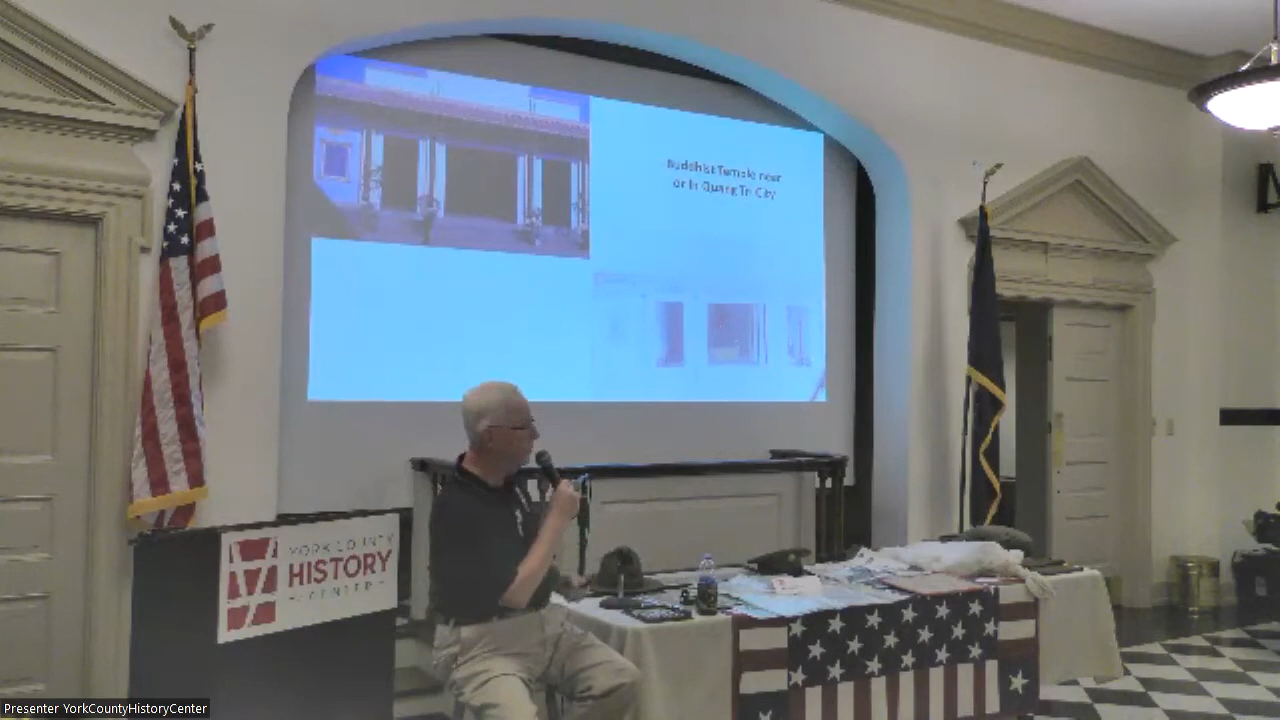 Buddhist Temple near
or in Quang Tri City
YORK COUNTY
HISTORY
CENTER
Presenter YorkCountyHistoryCenter